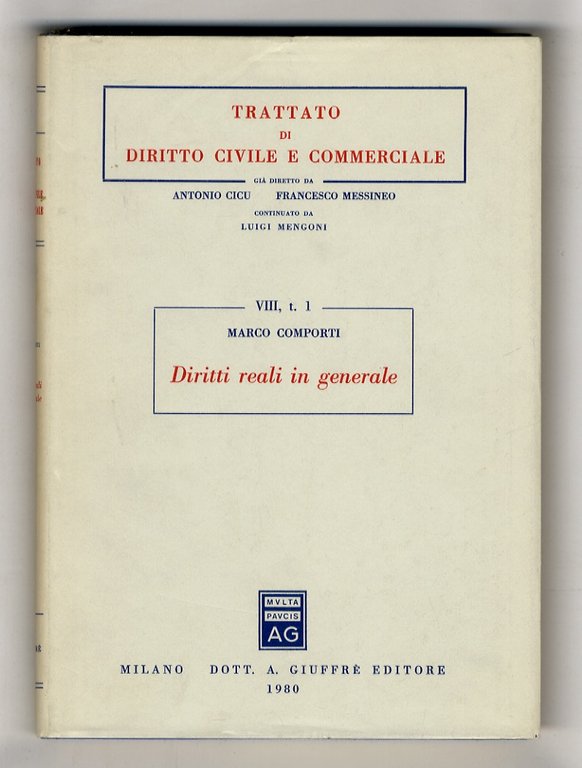 TRATTATO
DI
DIRITTO CIVILE E COMMERCIALE
GIÀ DIRETTO DA
ANTONIO CICU FRANCESCO MESSINEO
CONTINUATO DA
LUIGI MENGONI
VIII, t. 1
MARCO COMPORTI
Diritti reali in generale
MVLTA
PAVCIS
AG
MILANO DOTT. A. GIUFFRÈ EDITORE
1980